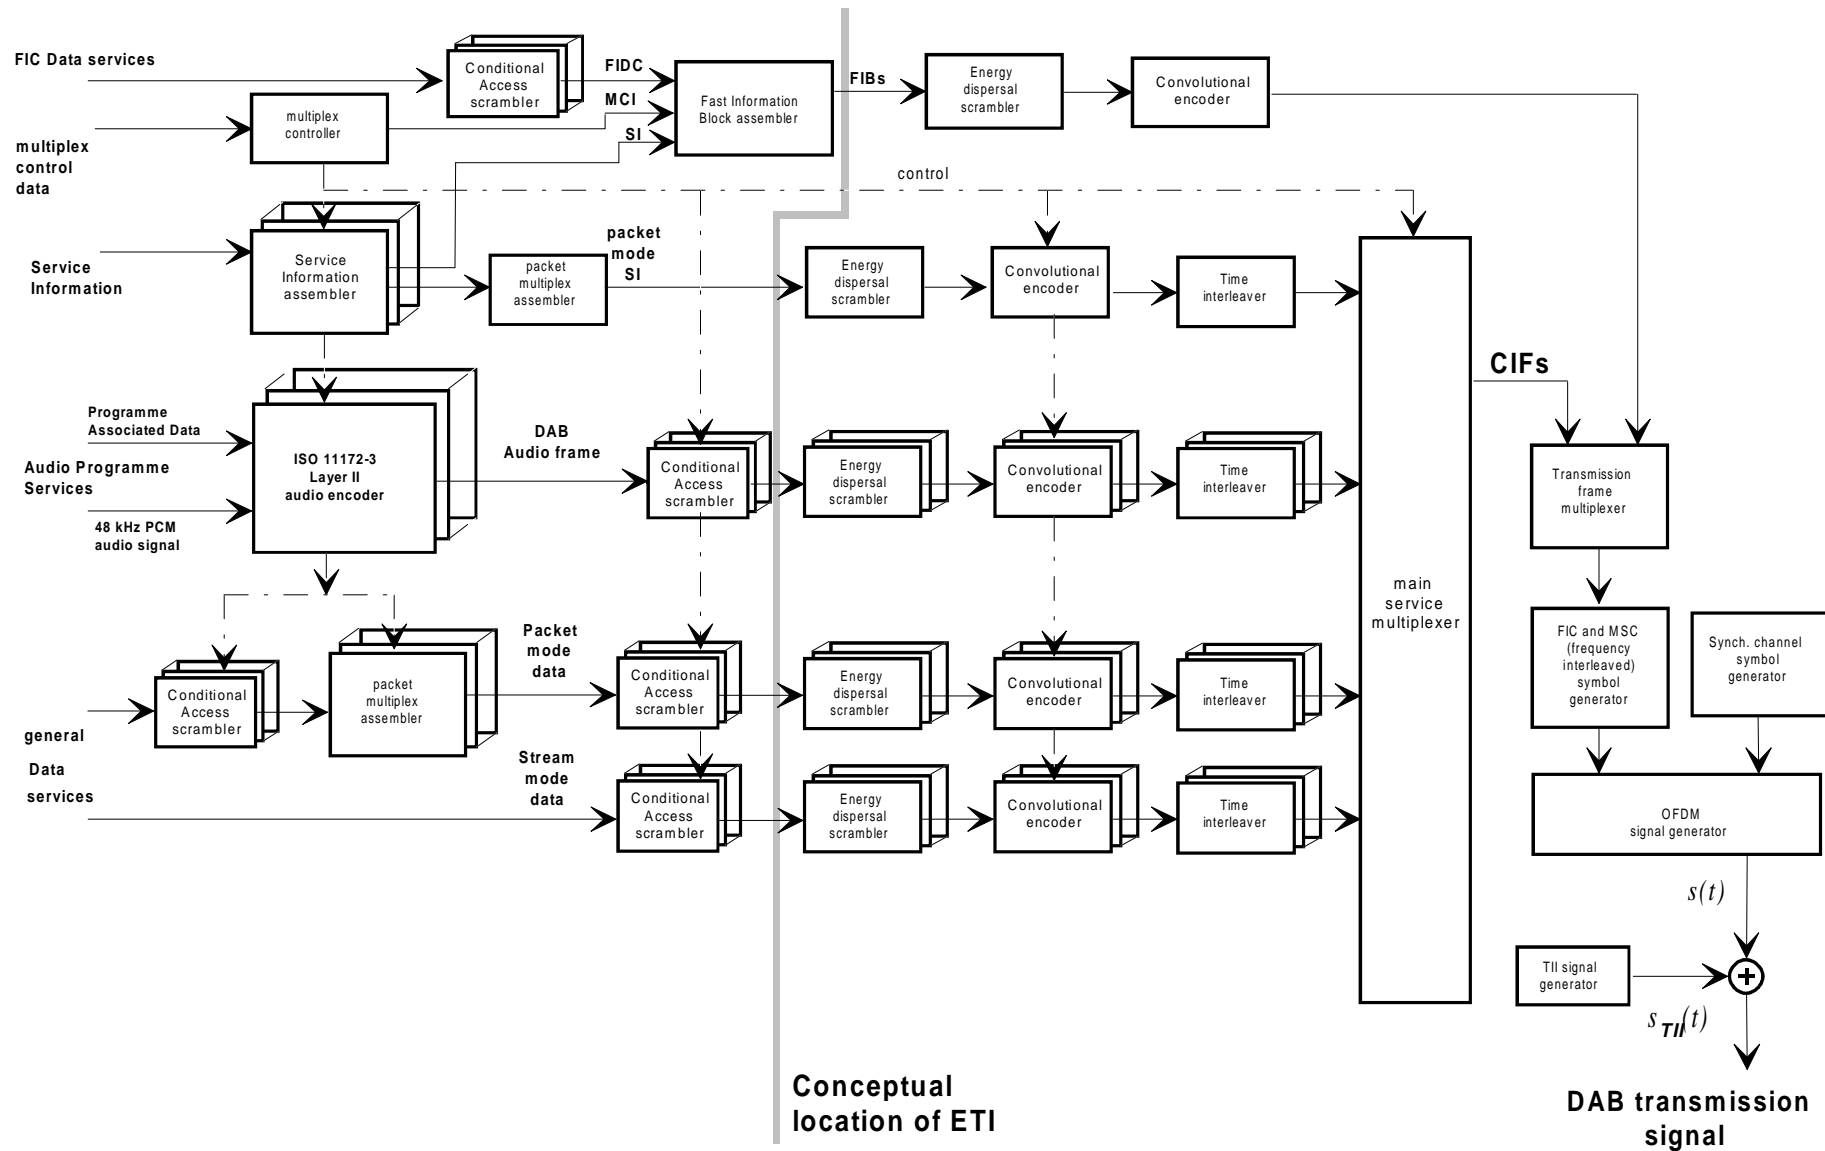 FIC Data services
Conditional
Access
scrambler
FIDC
MCI
SI
Fast Information
Block assembler
FIBs
Energy
dispersal
scrambler
Convolutional
encoder
multiplex
controller
multiplex
control
data
control
Service
Information
Service
Information
assembler
packet
multiplex
assembler
packet
mode
SI
Energy
dispersal
scrambler
Convolutional
encoder
Time
interleaver
CIFs
Programme
Associated Data
Audio Programme
Services
48 kHz PCM
audio signal
ISO 11172-3
Layer II
audio encoder
DAB
Audio frame
Conditional
Access
scrambler
Energy
dispersal
scrambler
Convolutional
encoder
Time
interleaver
main
service
multiplexer
Transmission
frame
multiplexer
general
Data
services
Conditional
Access
scrambler
packet
multiplex
assembler
Packet
mode
data
Conditional
Access
scrambler
Energy
dispersal
scrambler
Convolutional
encoder
Time
interleaver
FIC and MSC
(frequency
interleaved)
symbol
generator
Synch. channel
symbol
generator
Stream
mode
data
Conditional
Access
scrambler
Energy
dispersal
scrambler
Convolutional
encoder
Time
interleaver
OFDM
signal generator
s(t)
TII signal
generator
s TII(t)
Conceptual
location of ETI
DAB transmission
signal